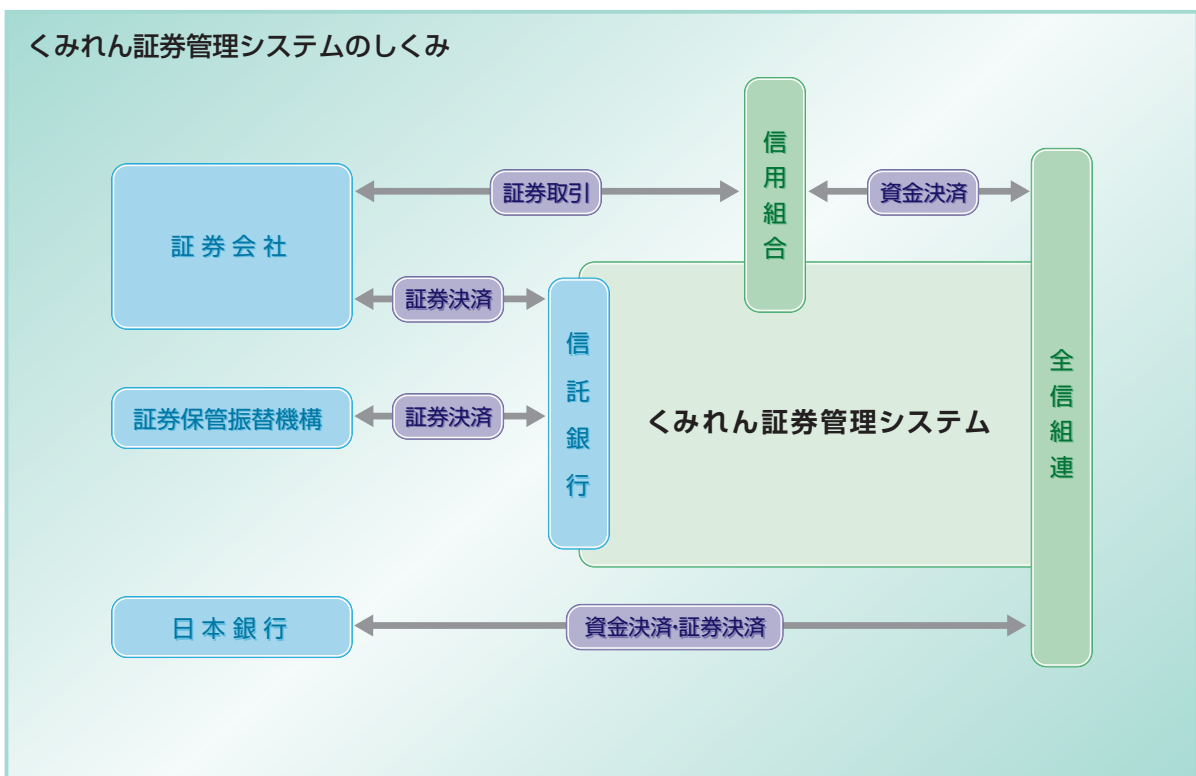 くみれん証券管理システムのしくみ
信用組合
証券取引
資金決済
証券会社
証券決済
信託銀行
全信組連
証券保管振替機構
証券決済
くみれん証券管理システム
日本銀行
資金決済・証券決済